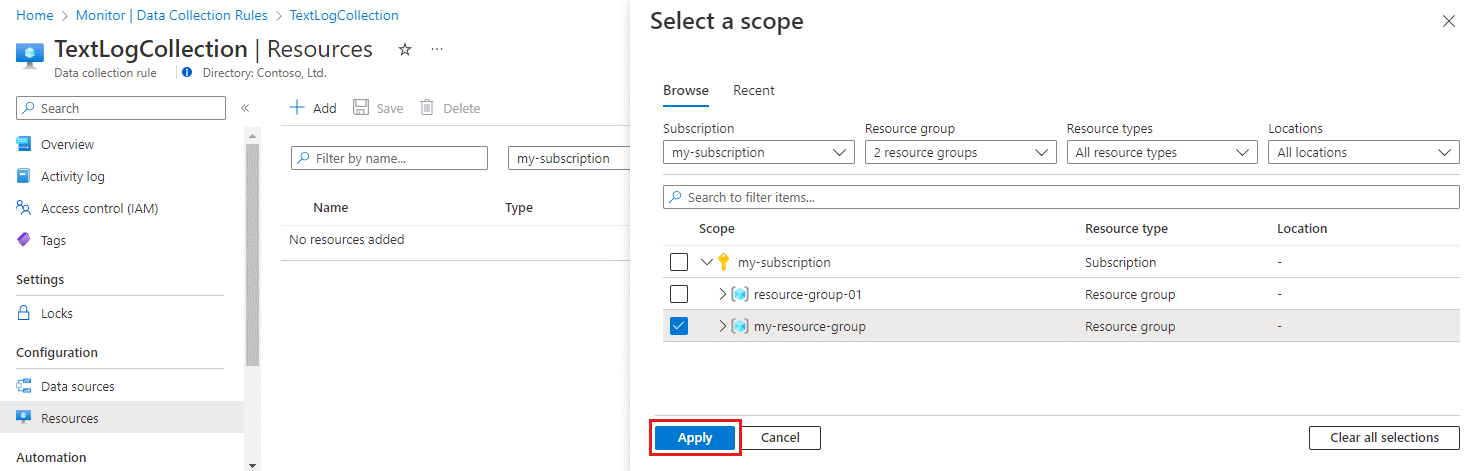 Home > Monitor | Data Collection Rules > TextLogCollection
TextLogCollection | Resources
Data collection rule
Directory: Contoso, Ltd.
Search
Overview
Activity log
Access control (IAM)
Tags
Settings
Locks
Configuration
Data sources
Resources
Automation
Add Save Delete
Filter by name...
my-subscription
Name Type
No resources added
Select a scope
Browse Recent
Subscription Resource group Resource types Locations
my-subscription 2 resource groups All resource types All locations
Search to filter items...
Scope Resource type Location
my-subscription Subscription -
resource-group-01 Resource group -
my-resource-group Resource group -
Apply Cancel Clear all selections